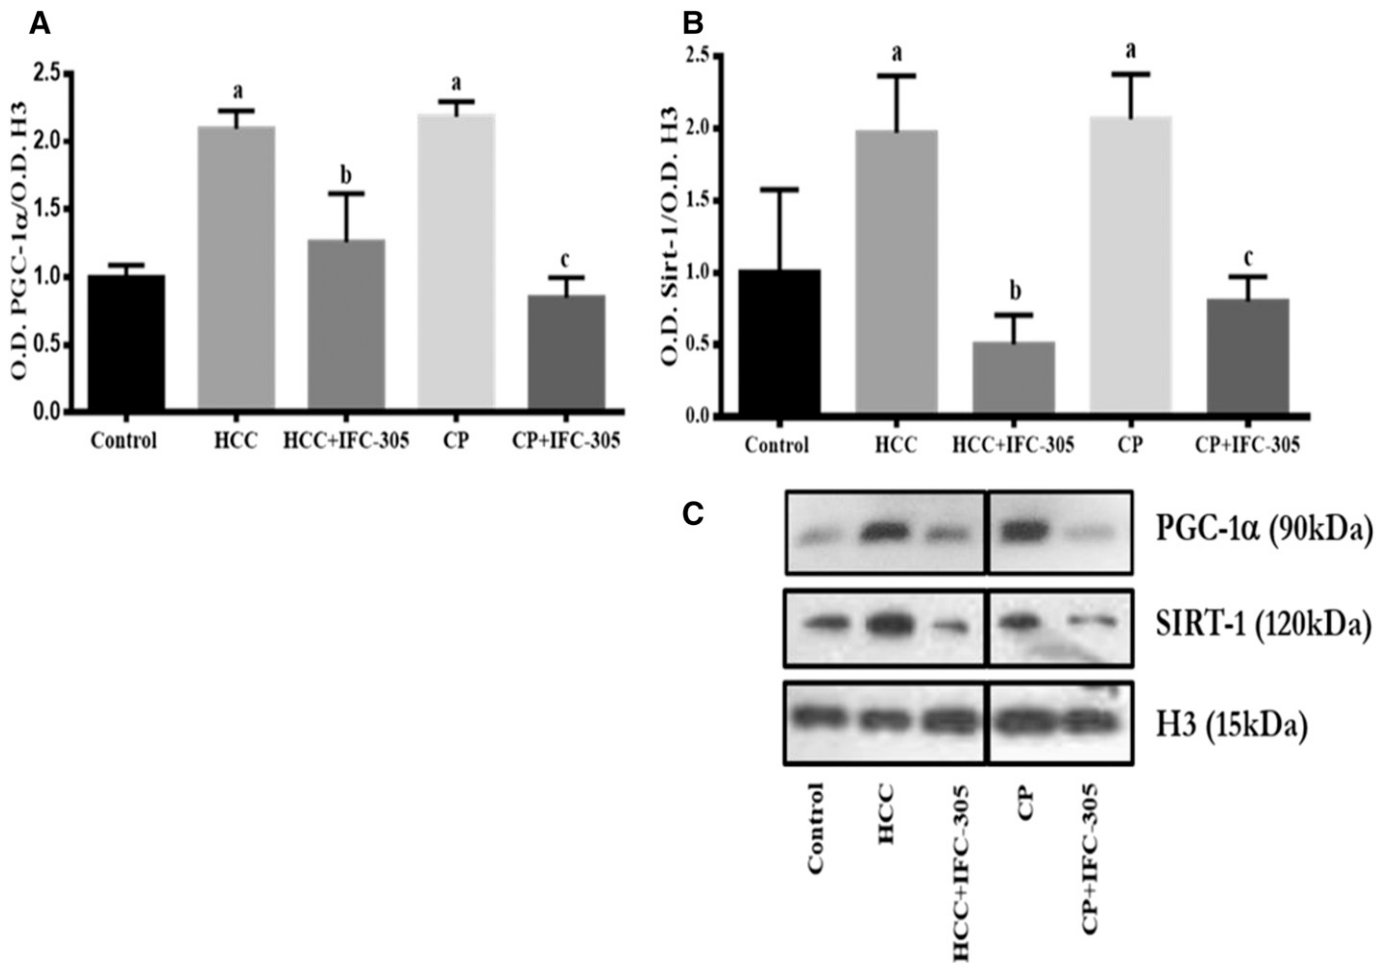 A
O.D. PGC-1α/O.D. H3
2.5
2.0
1.5
1.0
0.5
0.0
a
b
a
c
Control HCC HCC+IFC-305 CP CP+IFC-305
B
O.D. Sirt-1/O.D. H3
2.5
2.0
1.5
1.0
0.5
0.0
a
b
a
c
Control HCC HCC+IFC-305 CP CP+IFC-305
C
PGC-1α (90kDa)
SIRT-1 (120kDa)
H3 (15kDa)
Control
HCC
HCC+IFC-305
CP
CP+IFC-305